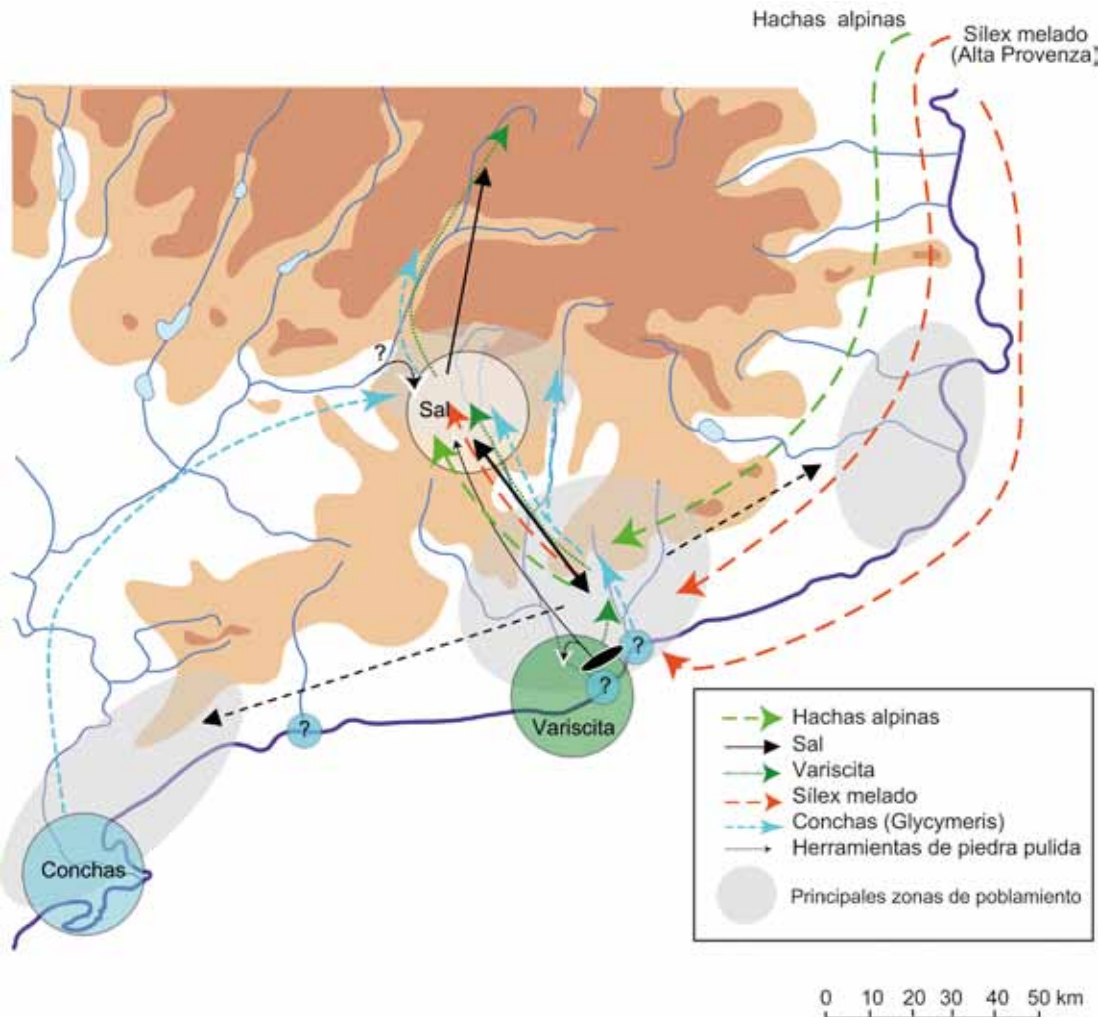 Hachas alpinas
Sílex melado
(Alta Provenza)
?
Sal
?
?
?
Variscita
Conchas
Hachas alpinas
Sal
Variscita
Sílex melado
Conchas (Glycymeris)
Herramientas de piedra pulida
Principales zonas de poblamiento
0 10 20 30 40 50 km